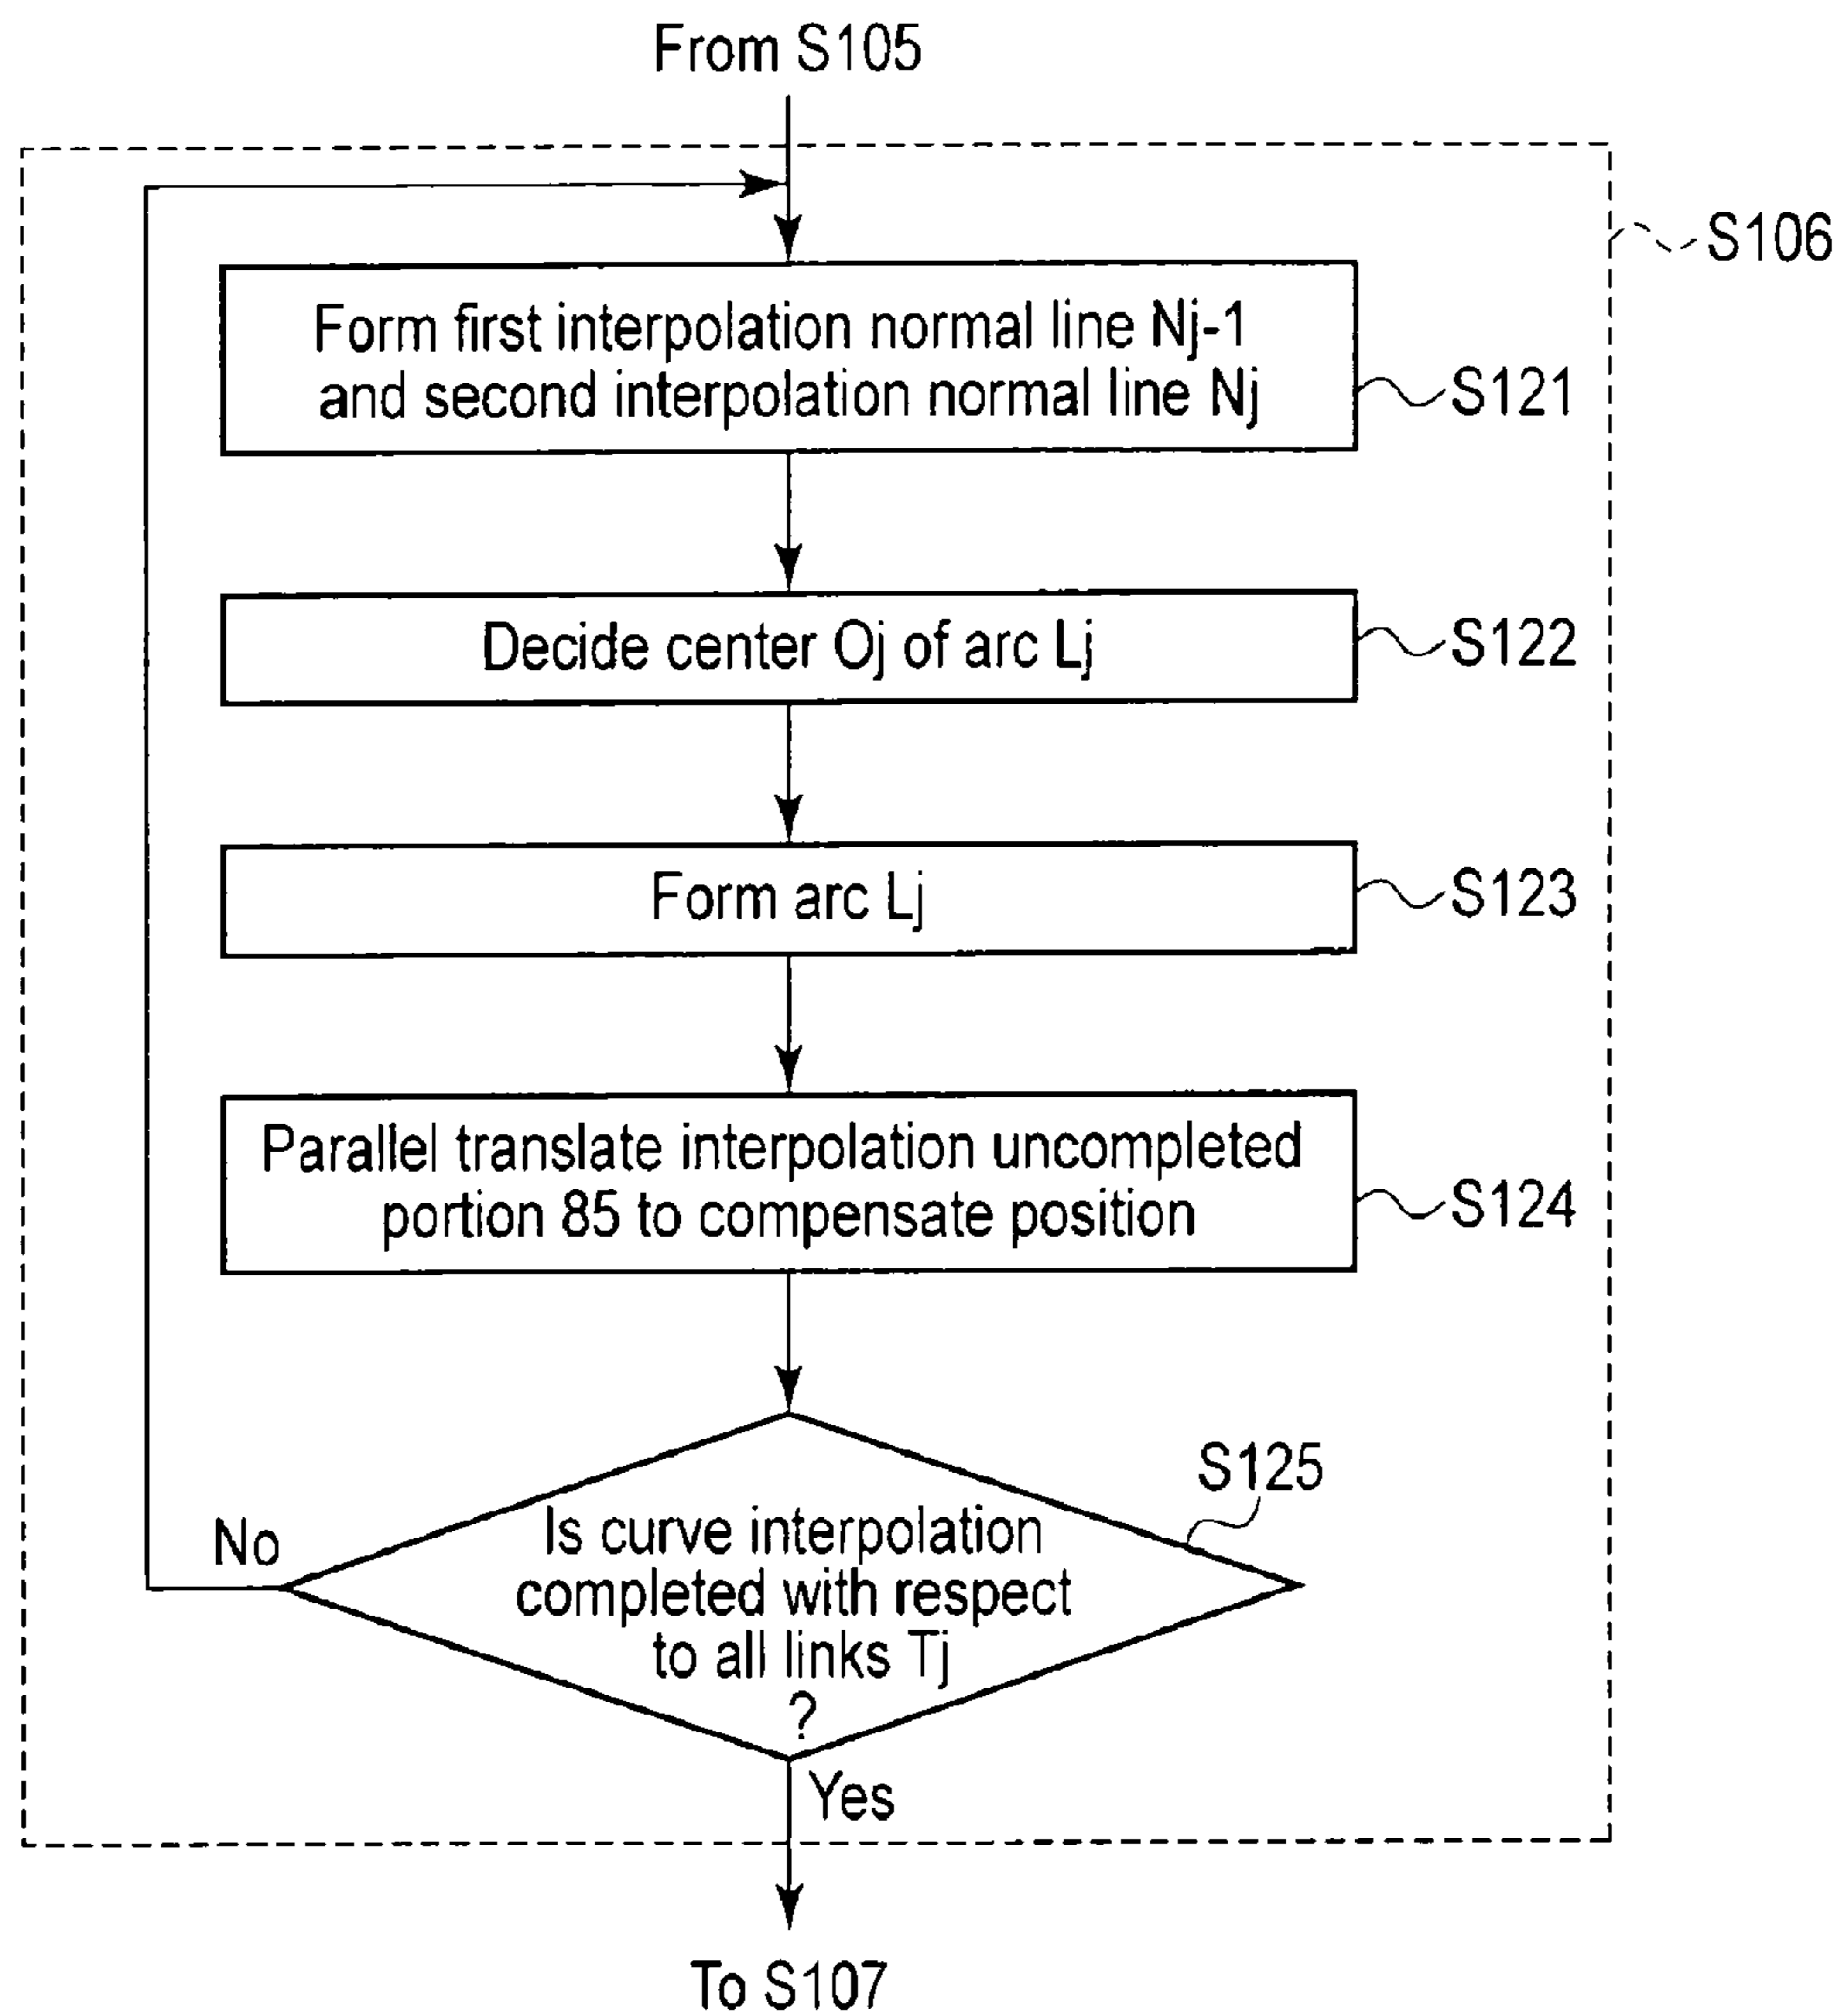 From S105
S106
Form first interpolation normal line Nj-1
and second interpolation normal line Nj
S121
Decide center Oj of arc Lj
S122
Form arc Lj
S123
Parallel translate interpolation uncompleted
portion 85 to compensate position
S124
S125
No
Is curve interpolation
completed with respect
to all links Tj
?
Yes
To S107